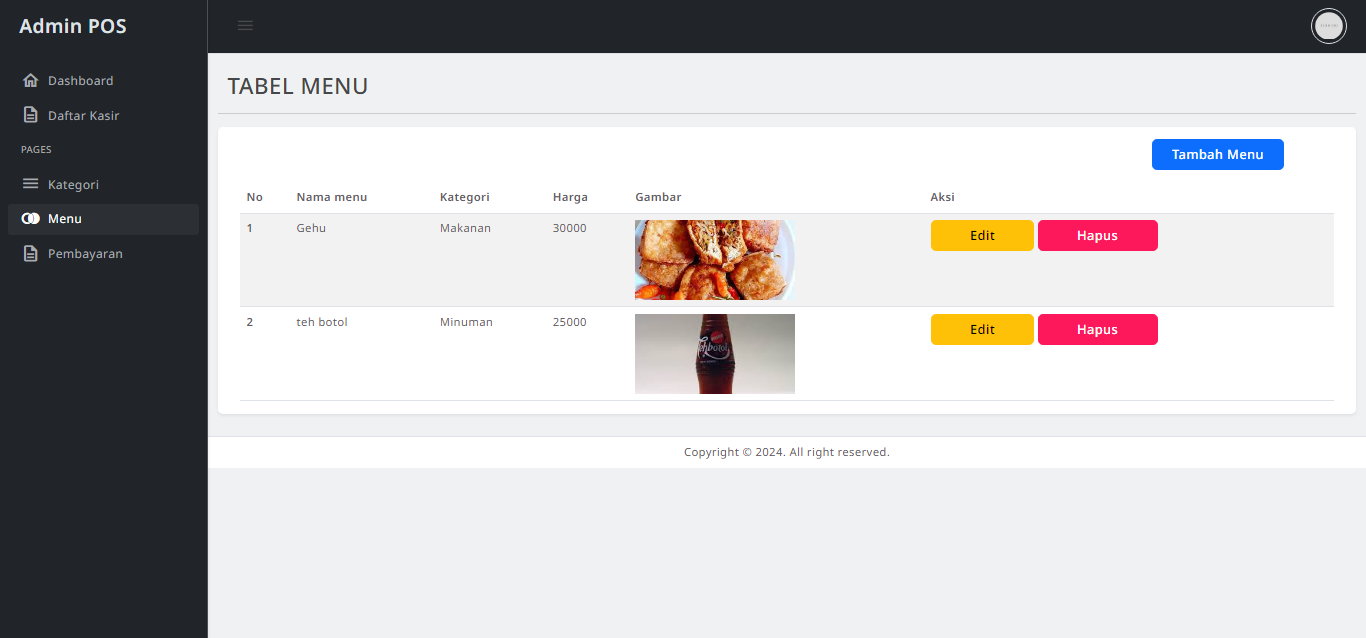 Admin POS
Dashboard
Daftar Kasir
PAGES
Kategori
Menu
Pembayaran
TABEL MENU
Tambah Menu
No Nama menu Kategori Harga Gambar Aksi
1 Gehu Makanan 30000 Edit Hapus
2 teh botol Minuman 25000 Edit Hapus
Copyright © 2024. All right reserved.